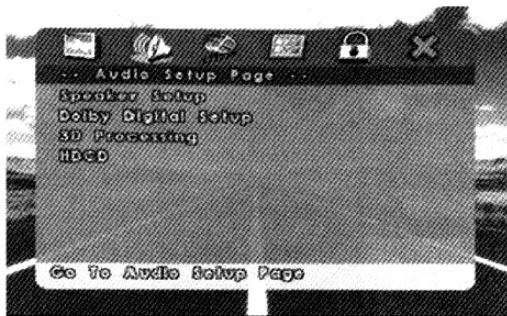 -- Audio Setup Page --
Speaker Setup
Dolby Digital Setup
3D Processing
HDCD
Go To Audio Setup Page